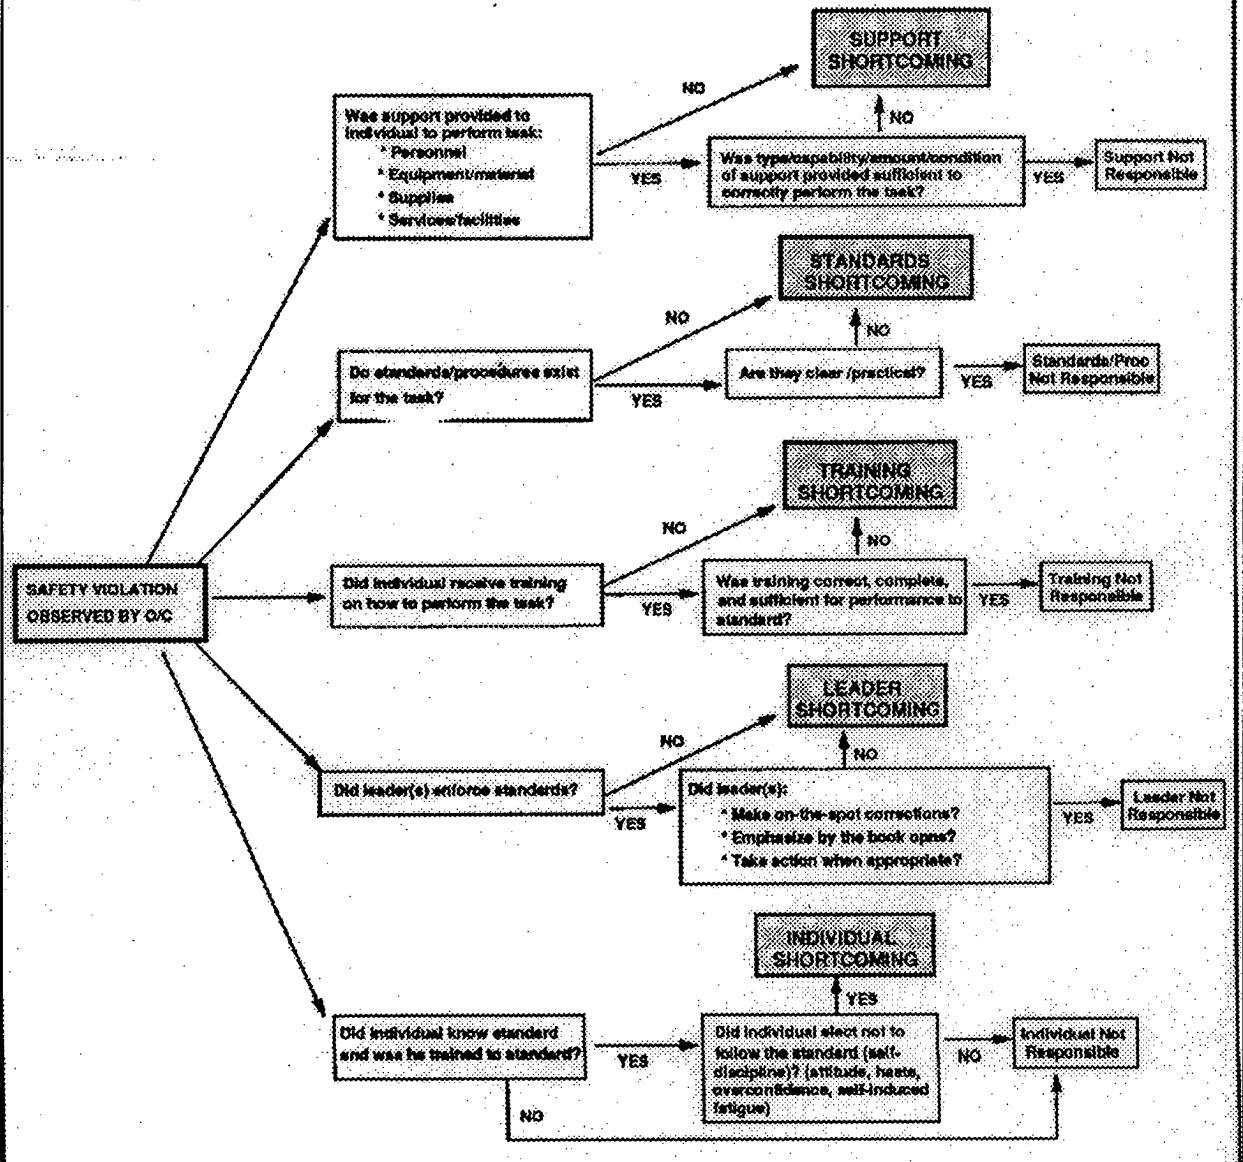 SUPPORT
SHORTCOMING
NO
NO
Was support provided to
individual to perform task:
* Personnel
* Equipment/material
* Supplies
* Services/facilities
YES
Was type/capability/amount/condition
of support provided sufficient to
correctly perform the task?
YES
Support Not
Responsible
STANDARDS
SHORTCOMING
NO
NO
Do standards/procedures exist
for the task?
YES
Are they clear /practical?
YES
Standards/Proc
Not Responsible
TRAINING
SHORTCOMING
NO
NO
SAFETY VIOLATION
OBSERVED BY O/C
Did individual receive training
on how to perform the task?
YES
Was training correct, complete,
and sufficient for performance to
standard?
YES
Training Not
Responsible
LEADER
SHORTCOMING
NO
NO
Did leader(s) enforce standards?
YES
Did leader(s):
* Make on-the-spot corrections?
* Emphasize by the book opns?
* Take action when appropriate?
YES
Leader Not
Responsible
INDIVIDUAL
SHORTCOMING
YES
Did individual know standard
and was he trained to standard?
YES
Did individual elect not to
follow the standard (self-
discipline)? (attitude, haste,
overconfidence, self-induced
fatigue)
NO
Individual Not
Responsible
NO